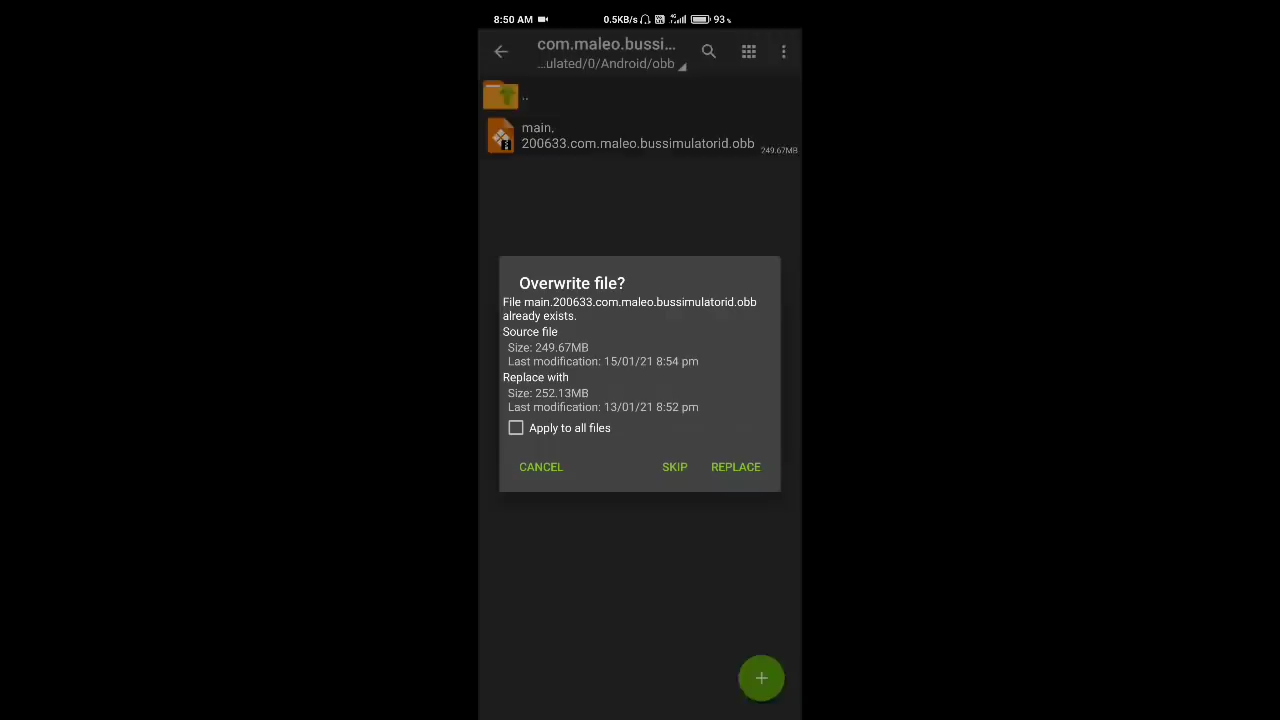 8:50 AM 0.5KB/s 4G 93%
com.maleo.bussi...
...ulated/0/Android/obb
..
main.
200633.com.maleo.bussimulatorid.obb
249.67MB
Overwrite file?
File main.200633.com.maleo.bussimulatorid.obb
already exists.
Source file
Size: 249.67MB
Last modification: 15/01/21 8:54 pm
Replace with
Size: 252.13MB
Last modification: 13/01/21 8:52 pm
Apply to all files
CANCEL SKIP REPLACE